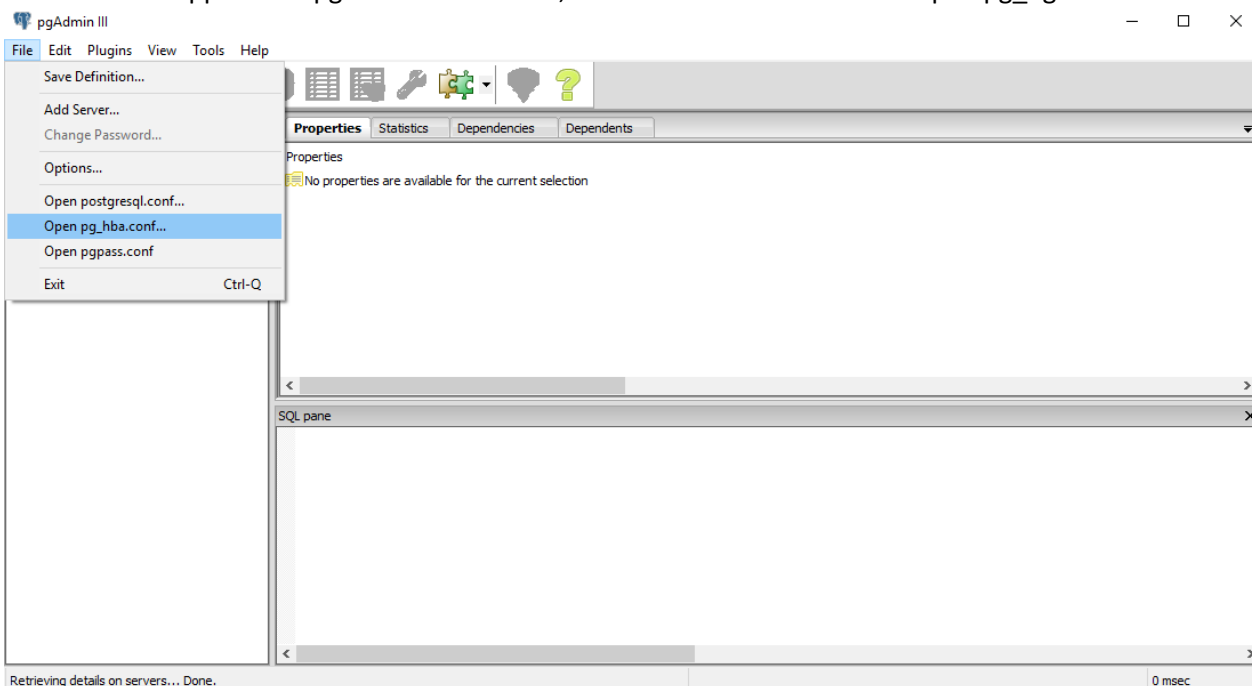 pgAdmin III
File Edit Plugins View Tools Help
Save Definition...
Add Server...
Change Password...
Options...
Open postgresql.conf...
Open pg_hba.conf...
Open pgpass.conf
Exit Ctrl-Q
Properties Statistics Dependencies Dependents
Properties
No properties are available for the current selection
SQL pane
Retrieving details on servers... Done. 0 msec